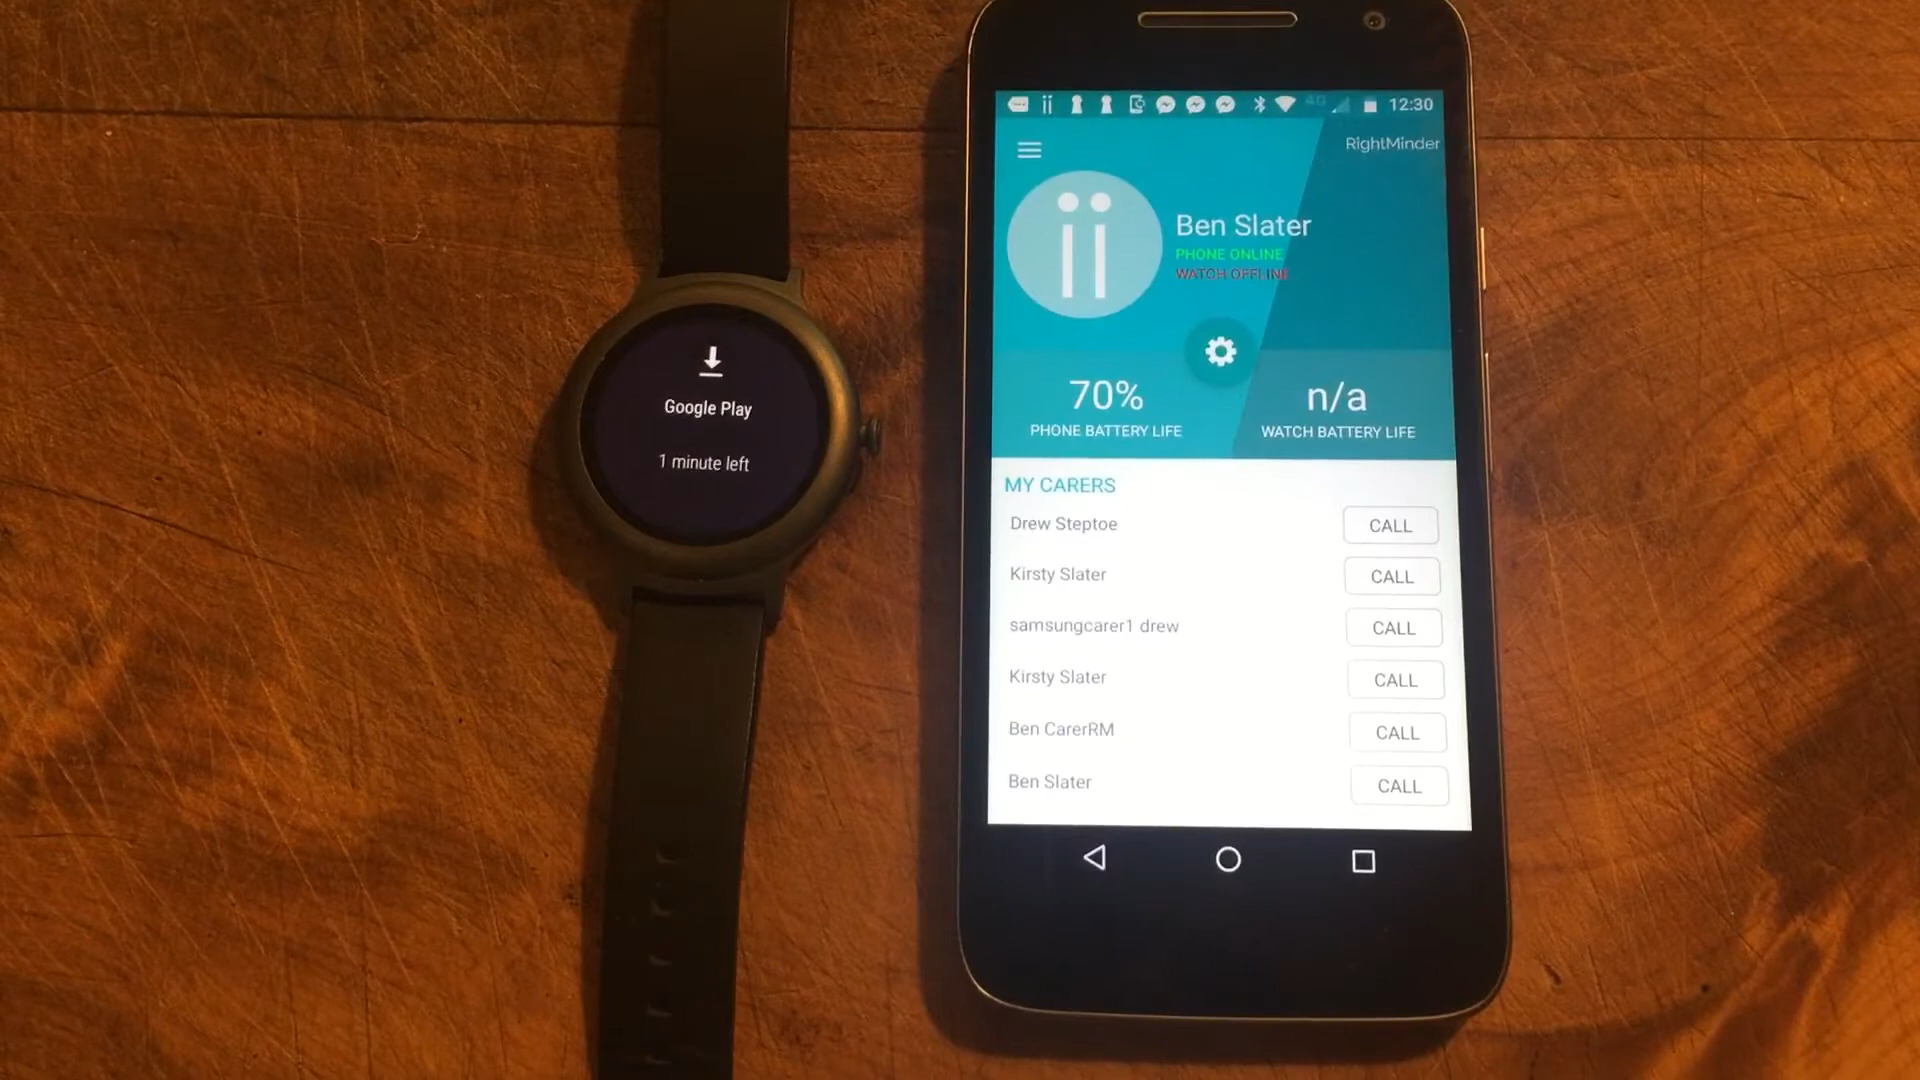 Google Play
1 minute left
12:30
RightMinder
Ben Slater
PHONE ONLINE
WATCH OFFLINE
70%
PHONE BATTERY LIFE
n/a
WATCH BATTERY LIFE
MY CARERS
Drew Steptoe CALL
Kirsty Slater CALL
samsungcarer1 drew CALL
Kirsty Slater CALL
Ben CarerRM CALL
Ben Slater CALL